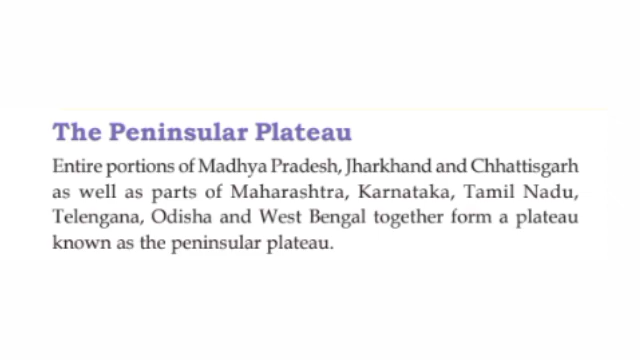 The Peninsular Plateau
Entire portions of Madhya Pradesh, Jharkhand and Chhattisgarh
as well as parts of Maharashtra, Karnataka, Tamil Nadu,
Telengana, Odisha and West Bengal together form a plateau
known as the peninsular plateau.